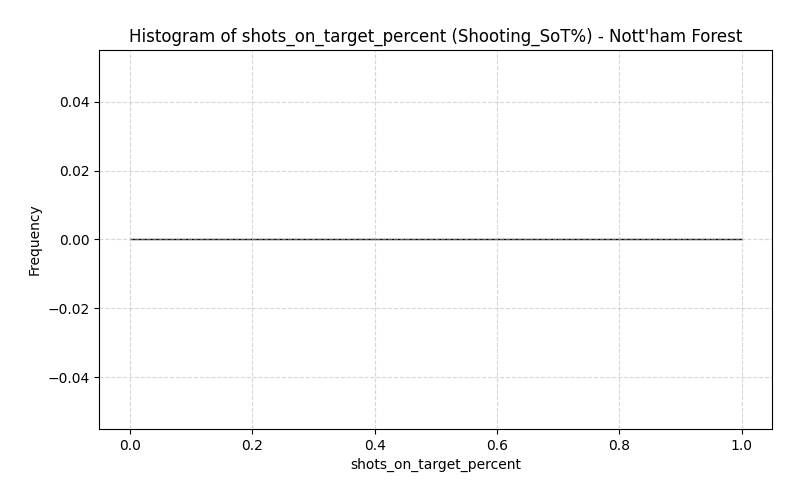 Histogram of shots_on_target_percent (Shooting_SoT%) - Nott'ham Forest
Frequency
0.04
0.02
0.00
−0.02
−0.04
0.0 0.2 0.4 0.6 0.8 1.0
shots_on_target_percent